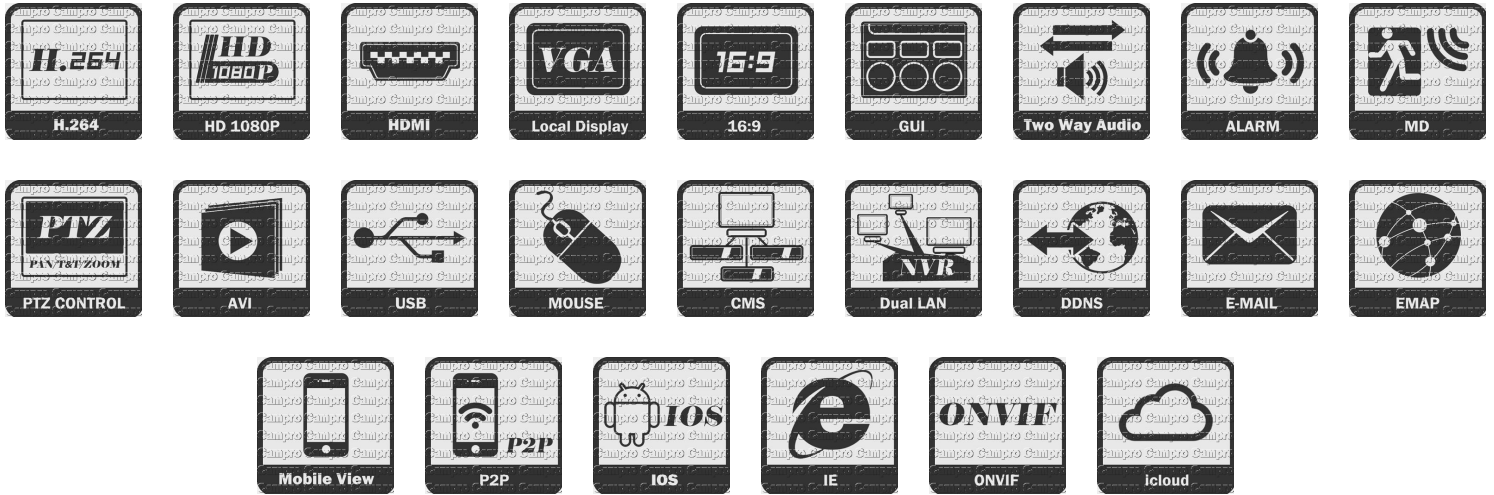 H.264
HD
1080P
VGA
16:9
H.264
HD 1080P
HDMI
Local Display
16:9
GUI
Two Way Audio
ALARM
MD
PTZ
PAN/T&T/ZOOM
NVR
PTZ CONTROL
AVI
USB
MOUSE
CMS
Dual LAN
DDNS
E-MAIL
EMAP
P2P
IOS
ONVIF
Mobile View
P2P
IOS
IE
ONVIF
icloud
Campro